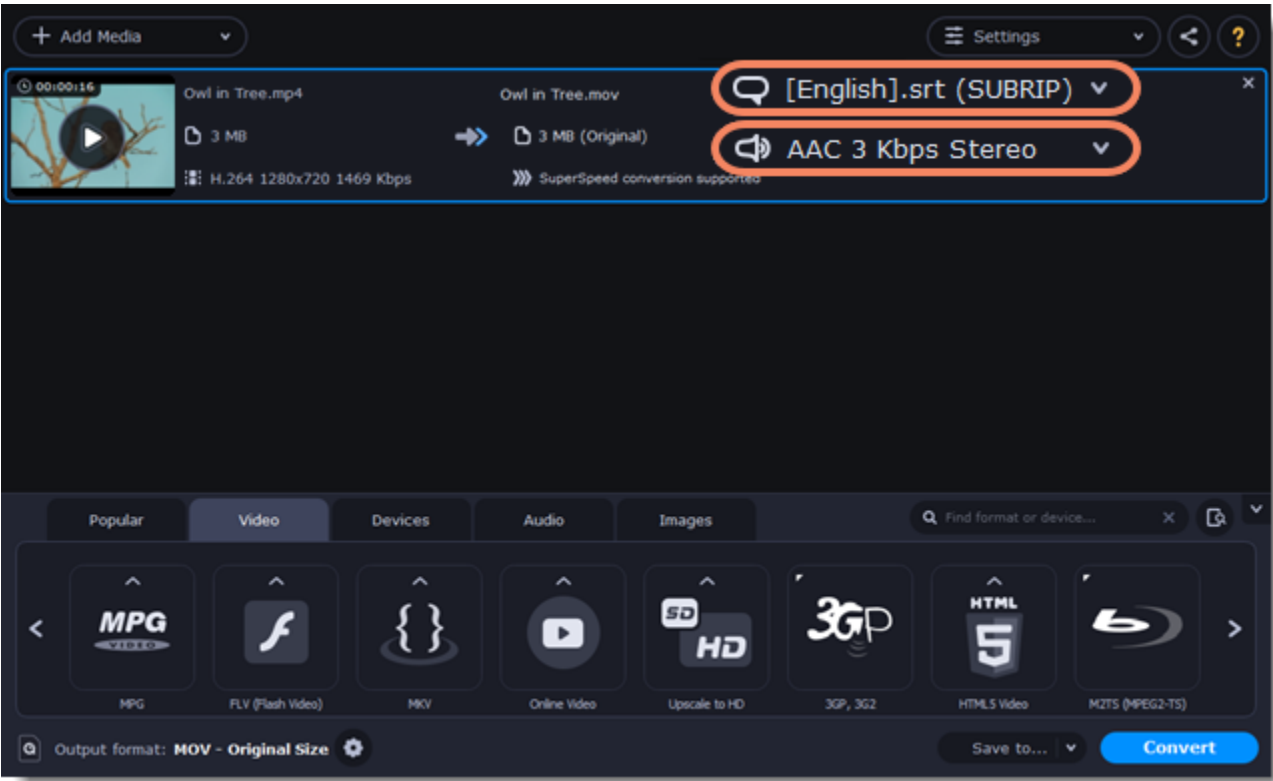 Add Media
Settings
?
00:00:16
Owl in Tree.mp4
Owl in Tree.mov
[English].srt (SUBRIP)
3 MB
3 MB (Original)
AAC 3 Kbps Stereo
H.264 1280x720 1469 Kbps
SuperSpeed conversion supported
Popular
Video
Devices
Audio
Images
Find format or device...
MPG
VIDEO
SD
HD
3GP
HTML
5
MPG
FLV (Flash Video)
MKV
Online Video
Upscale to HD
3GP, 3G2
HTML5 Video
M2TS (MPEG2-TS)
Output format: MOV - Original Size
Save to...
Convert